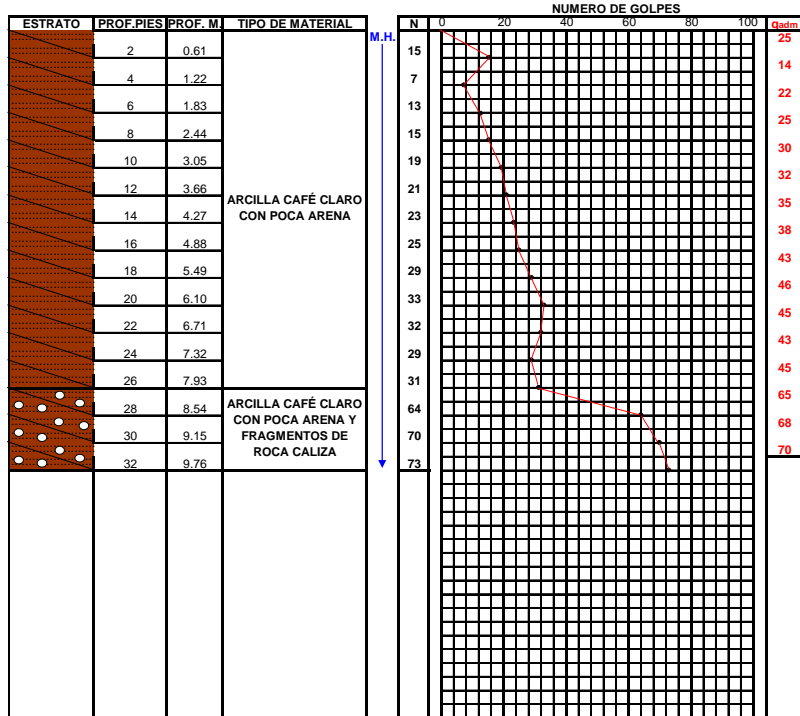 NUMERO DE GOLPES
ESTRATO PROF.PIES PROF. M. TIPO DE MATERIAL N 0 20 40 60 80 100 qadm
M.H.
25
2 0.61 15 14
4 1.22 7 22
6 1.83 13 25
8 2.44 15 30
10 3.05 19 32
12 3.66 21 35
ARCILLA CAFÉ CLARO
CON POCA ARENA
14 4.27 23 38
16 4.88 25 43
18 5.49 29 46
20 6.10 33 45
22 6.71 32 43
24 7.32 29 45
26 7.93 31 65
ARCILLA CAFÉ CLARO
CON POCA ARENA Y
FRAGMENTOS DE
ROCA CALIZA
28 8.54 64 68
30 9.15 70 70
32 9.76 73